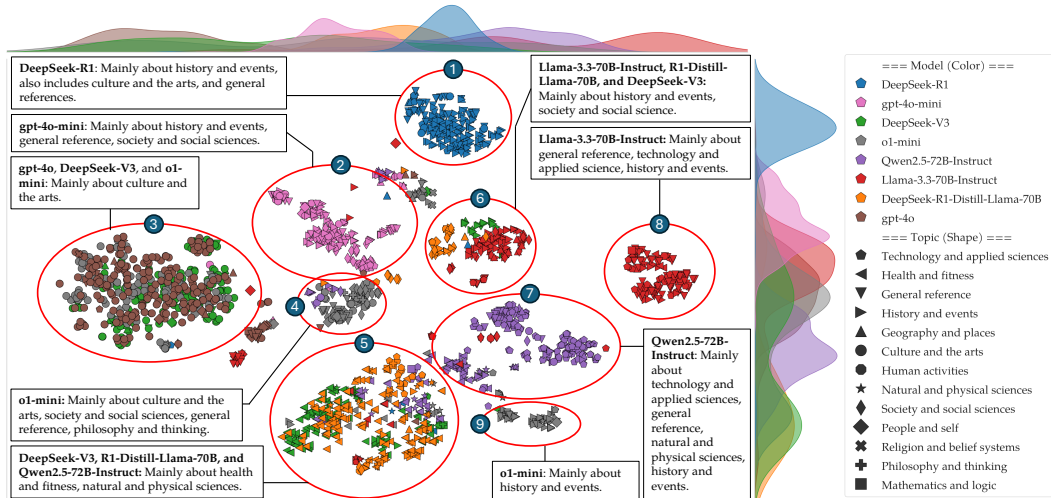 DeepSeek-R1: Mainly about history and events,
also includes culture and the arts, and general
references.
gpt-4o-mini: Mainly about history and events,
general reference, society and social sciences.
gpt-4o, DeepSeek-V3, and o1-
mini: Mainly about culture and
the arts.
Llama-3.3-70B-Instruct, R1-Distill-
Llama-70B, and DeepSeek-V3:
Mainly about history and events,
society and social science.
Llama-3.3-70B-Instruct: Mainly about
general reference, technology and
applied science, history and events.
1
2
3
4
5
6
7
8
9
o1-mini: Mainly about culture and the
arts, society and social sciences, general
reference, philosophy and thinking.
DeepSeek-V3, R1-Distill-Llama-70B, and
Qwen2.5-72B-Instruct: Mainly about health
and fitness, natural and physical sciences.
o1-mini: Mainly about
history and events.
Qwen2.5-72B-
Instruct: Mainly
about
technology and
applied sciences,
general
reference,
natural and
physical sciences,
history and
events.
=== Model (Color) ===
DeepSeek-R1
gpt-4o-mini
DeepSeek-V3
o1-mini
Qwen2.5-72B-Instruct
Llama-3.3-70B-Instruct
DeepSeek-R1-Distill-Llama-70B
gpt-4o
=== Topic (Shape) ===
Technology and applied sciences
Health and fitness
General reference
History and events
Geography and places
Culture and the arts
Human activities
Natural and physical sciences
Society and social sciences
People and self
Religion and belief systems
Philosophy and thinking
Mathematics and logic